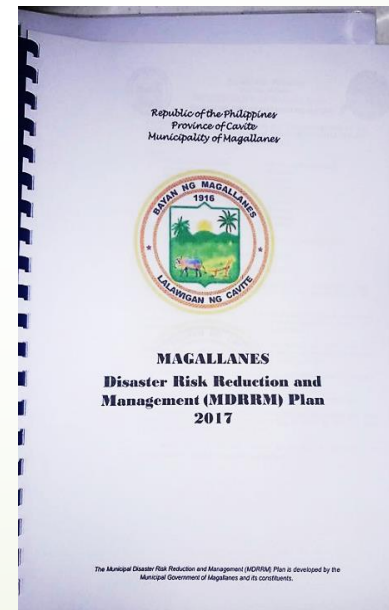 Republic of the Philippines
Province of Cavite
Municipality of Magallanes
BAYAN NG MAGALLANES
1916
LALAWIGAN NG CAVITE
MAGALLANES
Disaster Risk Reduction and
Management (MDRRM) Plan
2017
The Municipal Disaster Risk Reduction and Management (MDRRM) Plan is developed by the
Municipal Government of Magallanes and its constituents.